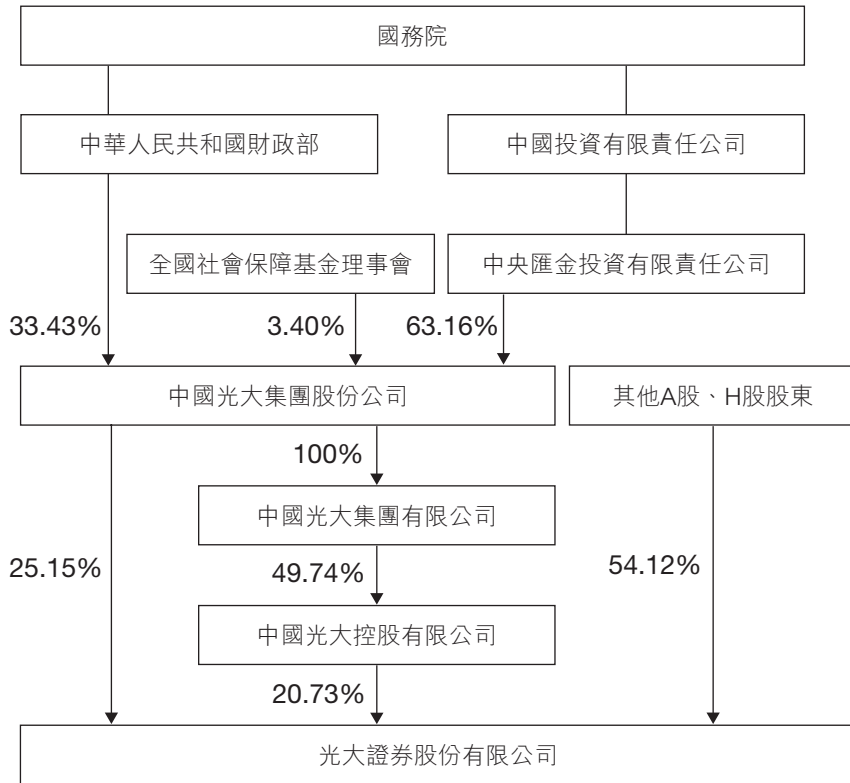 國務院
中華人民共和國財政部
中國投資有限責任公司
全國社會保障基金理事會
中央匯金投資有限責任公司
33.43%
3.40%
63.16%
中國光大集團股份公司
其他A股、H股股東
100%
中國光大集團有限公司
25.15%
49.74%
54.12%
中國光大控股有限公司
20.73%
光大證券股份有限公司